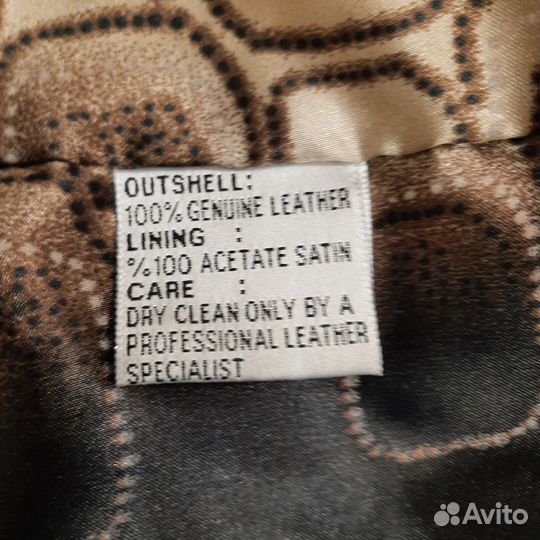 OUTSHELL:
100% GENUINE LEATHER
LINING :
%100 ACETATE SATIN
CARE :
DRY CLEAN ONLY BY A
PROFESSIONAL LEATHER
SPECIALIST
Avito